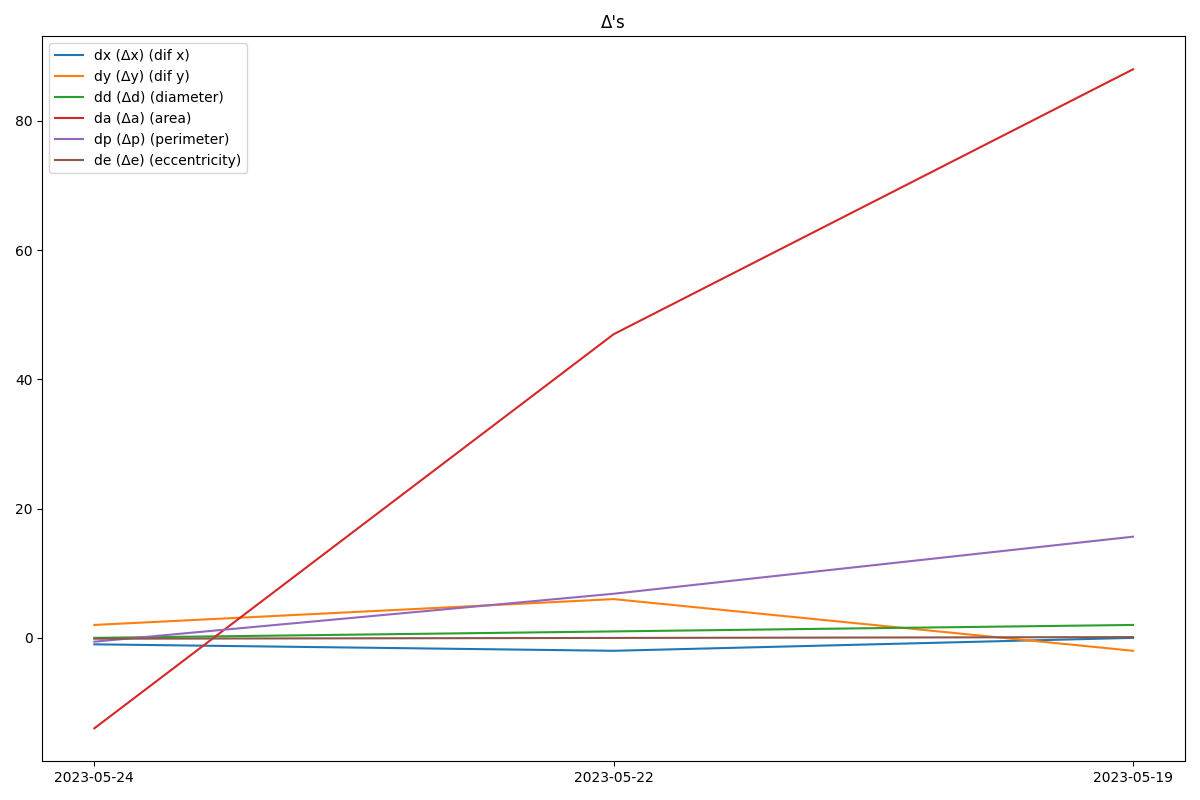 Δ's
dx (Δx) (dif x)
dy (Δy) (dif y)
dd (Δd) (diameter)
da (Δa) (area)
dp (Δp) (perimeter)
de (Δe) (eccentricity)
80
60
40
20
0
2023-05-24
2023-05-22
2023-05-19